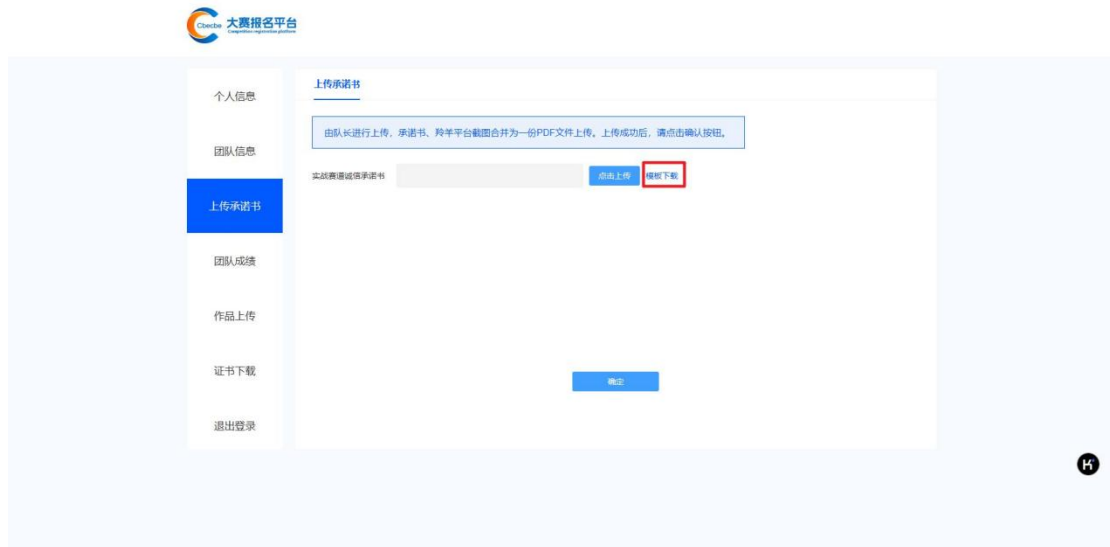 Cbecbe 大赛报名平台
Competition registration platform
个人信息
团队信息
上传承诺书
团队成绩
作品上传
证书下载
退出登录
上传承诺书
由队长进行上传，承诺书、羚羊平台截图合并为一份PDF文件上传。上传成功后，请点击确认按钮。
实战赛道诚信承诺书 点击上传 模板下载
确定
K